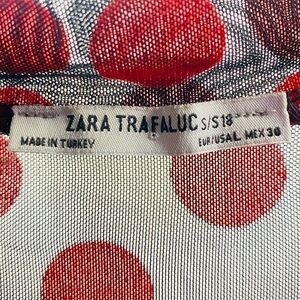 ZARA TRAFALUC S/S18
MADE IN TURKEY EUR/USA L MEX 30